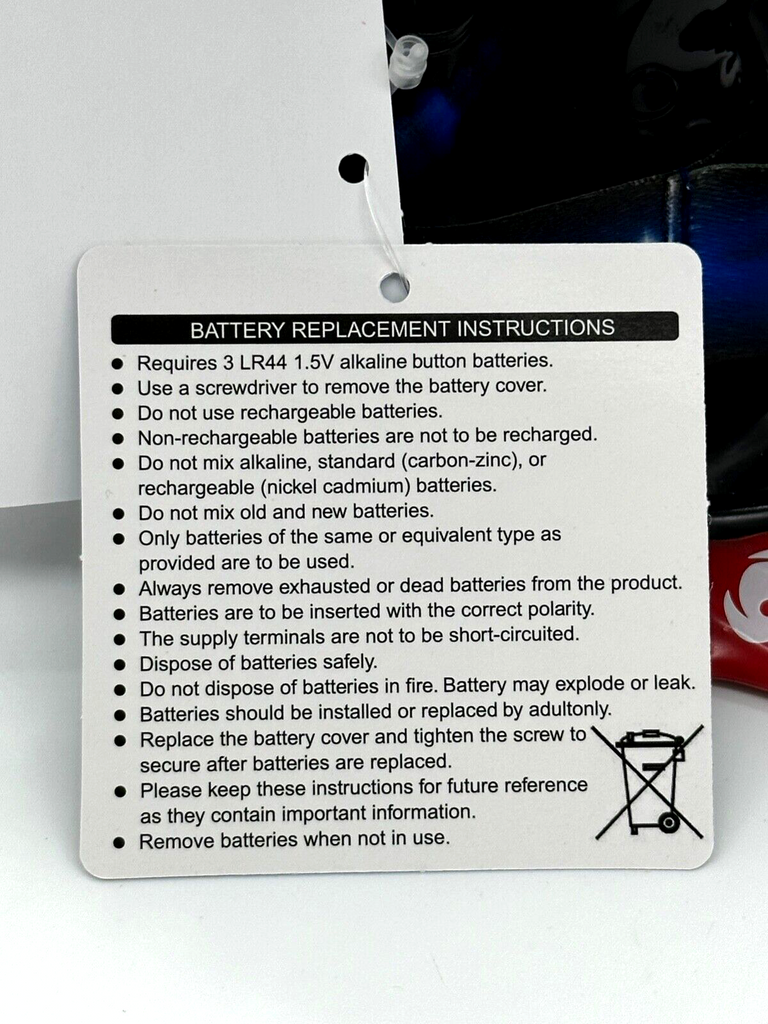 BATTERY REPLACEMENT INSTRUCTIONS
● Requires 3 LR44 1.5V alkaline button batteries.
● Use a screwdriver to remove the battery cover.
● Do not use rechargeable batteries.
● Non-rechargeable batteries are not to be recharged.
● Do not mix alkaline, standard (carbon-zinc), or
rechargeable (nickel cadmium) batteries.
● Do not mix old and new batteries.
● Only batteries of the same or equivalent type as
provided are to be used.
● Always remove exhausted or dead batteries from the product.
● Batteries are to be inserted with the correct polarity.
● The supply terminals are not to be short-circuited.
● Dispose of batteries safely.
● Do not dispose of batteries in fire. Battery may explode or leak.
● Batteries should be installed or replaced by adultonly.
● Replace the battery cover and tighten the screw to
secure after batteries are replaced.
● Please keep these instructions for future reference
as they contain important information.
● Remove batteries when not in use.